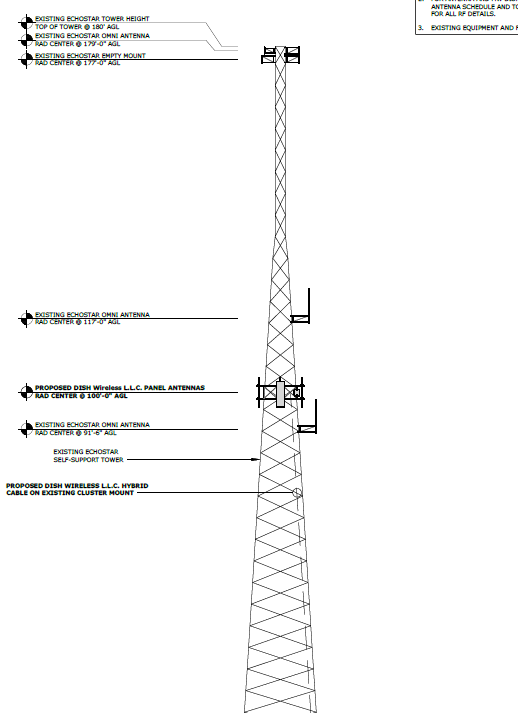 EXISTING ECHOSTAR TOWER HEIGHT
TOP OF TOWER @ 180' AGL
EXISTING ECHOSTAR OMNI ANTENNA
RAD CENTER @ 179'-0" AGL
EXISTING ECHOSTAR EMPTY MOUNT
RAD CENTER @ 177'-0" AGL
ANTENNA SCHEDULE AND TO
FOR ALL RF DETAILS.
3. EXISTING EQUIPMENT AND
EXISTING ECHOSTAR OMNI ANTENNA
RAD CENTER @ 117'-0" AGL
PROPOSED DISH Wireless L.L.C. PANEL ANTENNAS
RAD CENTER @ 100'-0" AGL
EXISTING ECHOSTAR OMNI ANTENNA
RAD CENTER @ 91'-6" AGL
EXISTING ECHOSTAR
SELF-SUPPORT TOWER
PROPOSED DISH WIRELESS L.L.C. HYBRID
CABLE ON EXISTING CLUSTER MOUNT